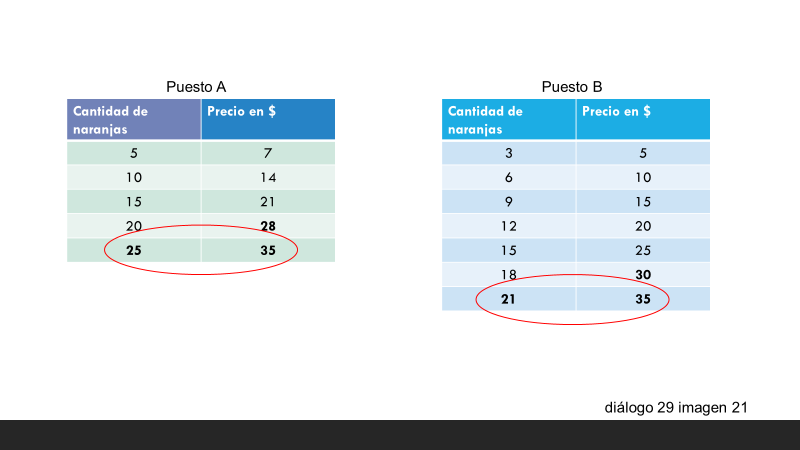 Puesto A
Cantidad de naranjas Precio en $
5 7
10 14
15 21
20 28
25 35
Puesto B
Cantidad de naranjas Precio en $
3 5
6 10
9 15
12 20
15 25
18 30
21 35
diálogo 29 imagen 21